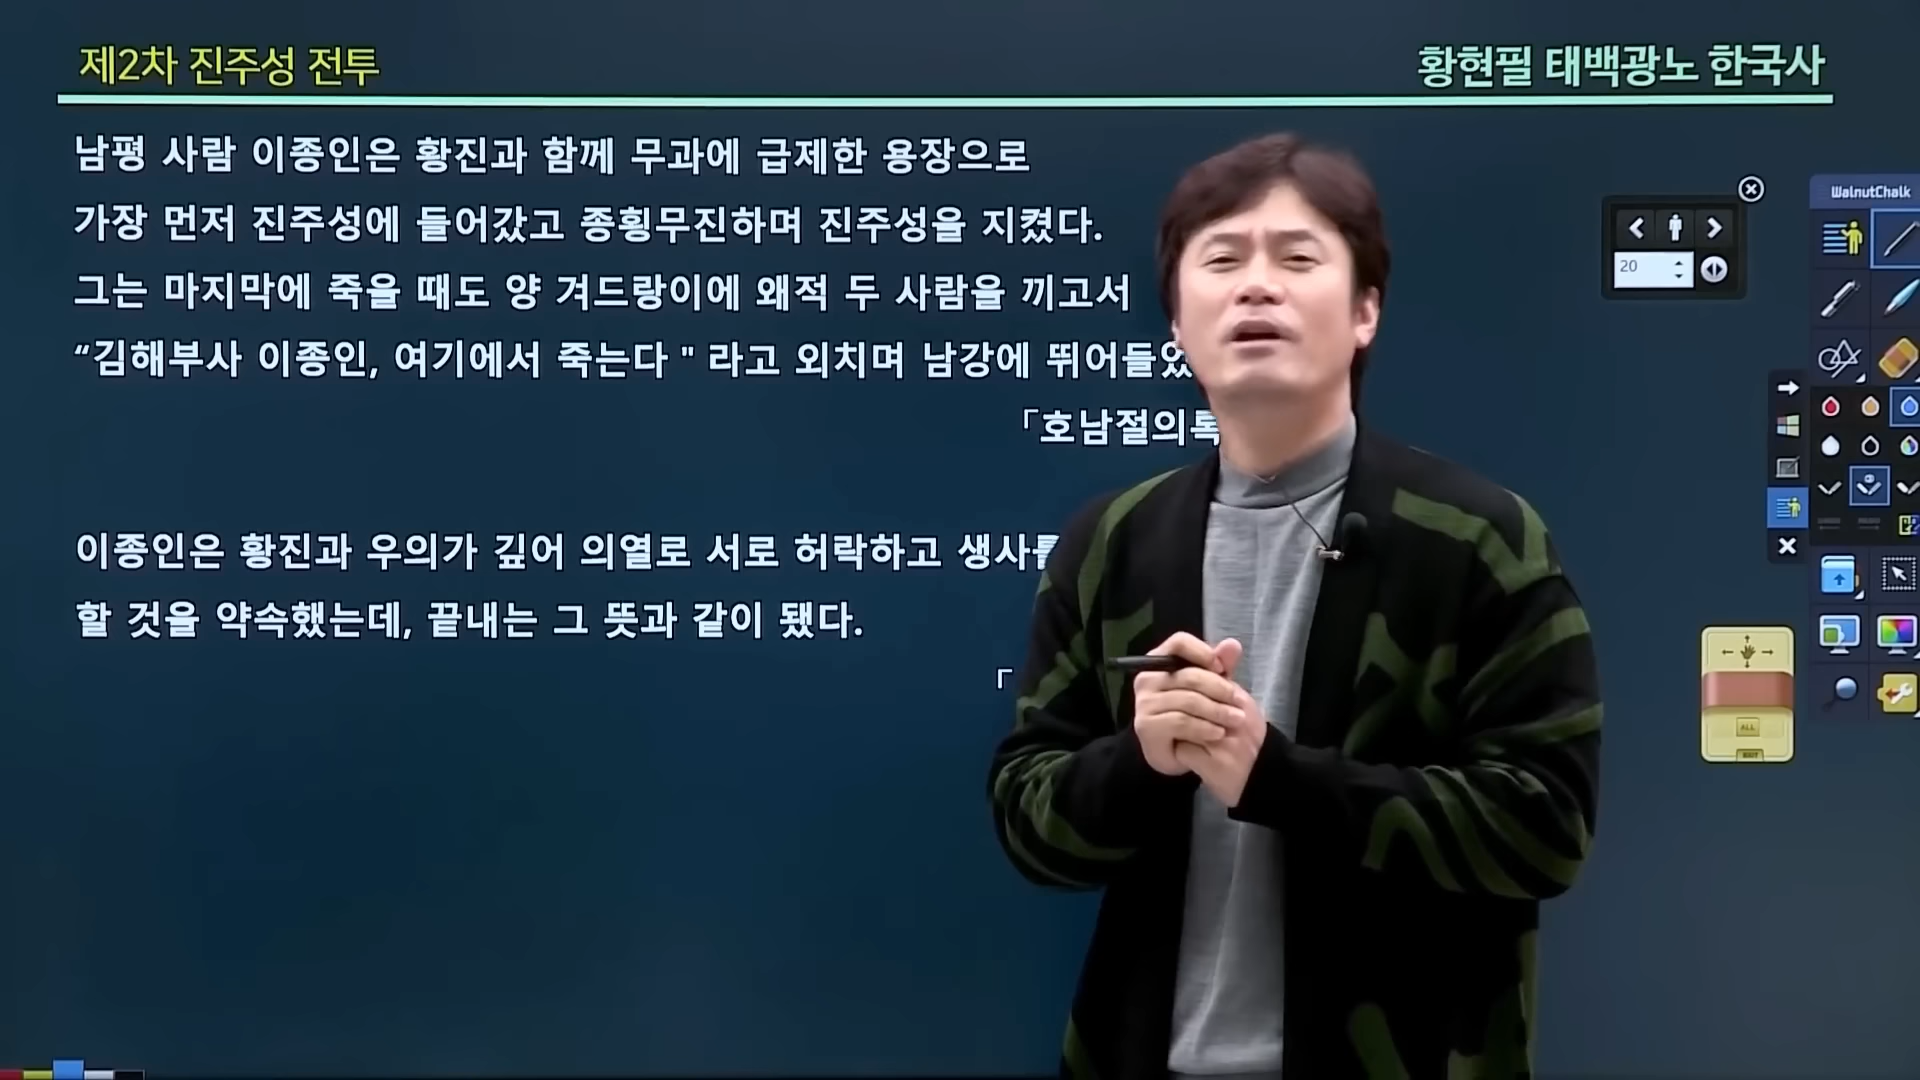 제2차 진주성 전투
황현필 태백광노 한국사
남평 사람 이종인은 황진과 함께 무과에 급제한 용장으로
가장 먼저 진주성에 들어갔고 종횡무진하며 진주성을 지켰다.
그는 마지막에 죽을 때도 양 겨드랑이에 왜적 두 사람을 끼고서
“김해부사 이종인, 여기에서 죽는다 " 라고 외치며 남강에 뛰어들었
「호남절의록
이종인은 황진과 우의가 깊어 의열로 서로 허락하고 생사를
할 것을 약속했는데, 끝내는 그 뜻과 같이 됐다.
「
WalnutChalk
20
ALL
EXIT